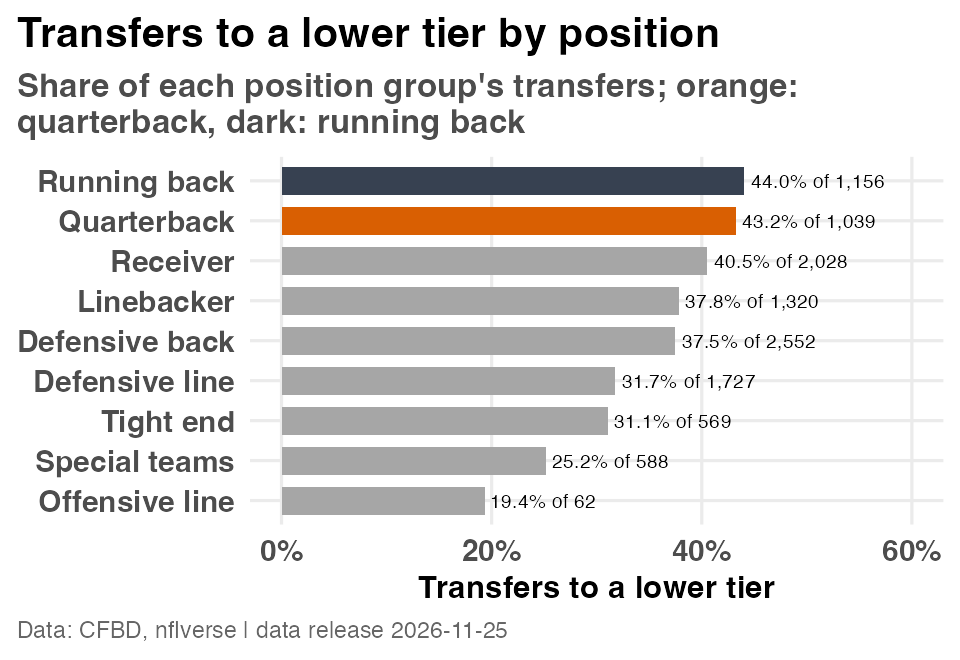 Transfers to a lower tier by position
Share of each position group's transfers; orange:
quarterback, dark: running back
Running back 44.0% of 1,156
Quarterback 43.2% of 1,039
Receiver 40.5% of 2,028
Linebacker 37.8% of 1,320
Defensive back 37.5% of 2,552
Defensive line 31.7% of 1,727
Tight end 31.1% of 569
Special teams 25.2% of 588
Offensive line 19.4% of 62
0% 20% 40% 60%
Transfers to a lower tier
Data: CFBD, nflverse | data release 2026-11-25